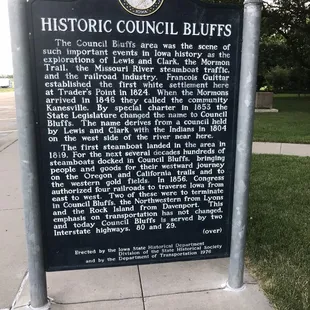 HISTORIC COUNCIL BLUFFS
The Council Bluffs area was the scene of
such important events in Iowa history as the
explorations of Lewis and Clark, the Mormon
Trail, the Missouri River steamboat traffic,
and the railroad industry. Francois Guittar
established the first white settlement here
at Trader's Point in 1824. When the Mormons
arrived in 1846 they called the community
Kanesville. By special charter in 1853 the
State Legislature changed the name to Council
Bluffs. The name derives from a council held
by Lewis and Clark with the Indians in 1804
on the west side of the river near here.
The first steamboat landed in the area in
1819. For the next several decades hundreds of
steamboats docked in Council Bluffs, bringing
people and goods for their westward journey
on the Oregon and California trails and to
the western gold fields. In 1856, Congress
authorized four railroads to traverse Iowa from
east to west. Two of these were to terminate
in Council Bluffs, the Northwestern from Lyons
and the Rock Island from Davenport. This
emphasis on transportation has not changed,
and today Council Bluffs is served by two
Interstate highways, 80 and 29.
(over)
Erected by the Iowa State Historical Department
Division of the State Historical Society
and by the Department of Transportation 1976